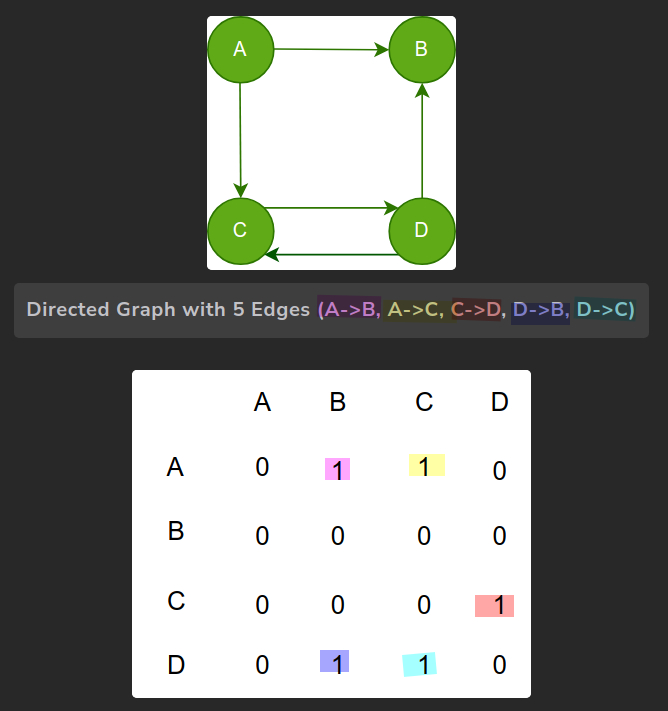 A B
C D
Directed Graph with 5 Edges (A->B, A->C, C->D, D->B, D->C)
A B C D
A 0 1 1 0
B 0 0 0 0
C 0 0 0 1
D 0 1 1 0